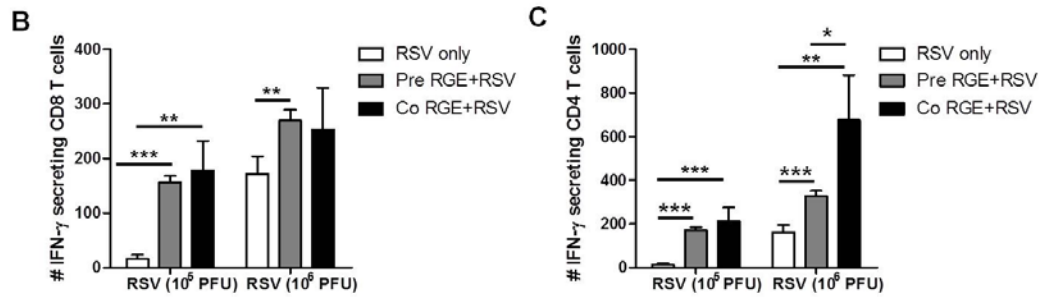 B
# IFN-γ secreting CD8 T cells
400
300
200
100
0
***
**
**
RSV (10⁵ PFU)
RSV (10⁶ PFU)
RSV only
Pre RGE+RSV
Co RGE+RSV
C
# IFN-γ secreting CD4 T cells
1000
800
600
400
200
0
***
***
***
**
*
RSV (10⁵ PFU)
RSV (10⁶ PFU)
RSV only
Pre RGE+RSV
Co RGE+RSV